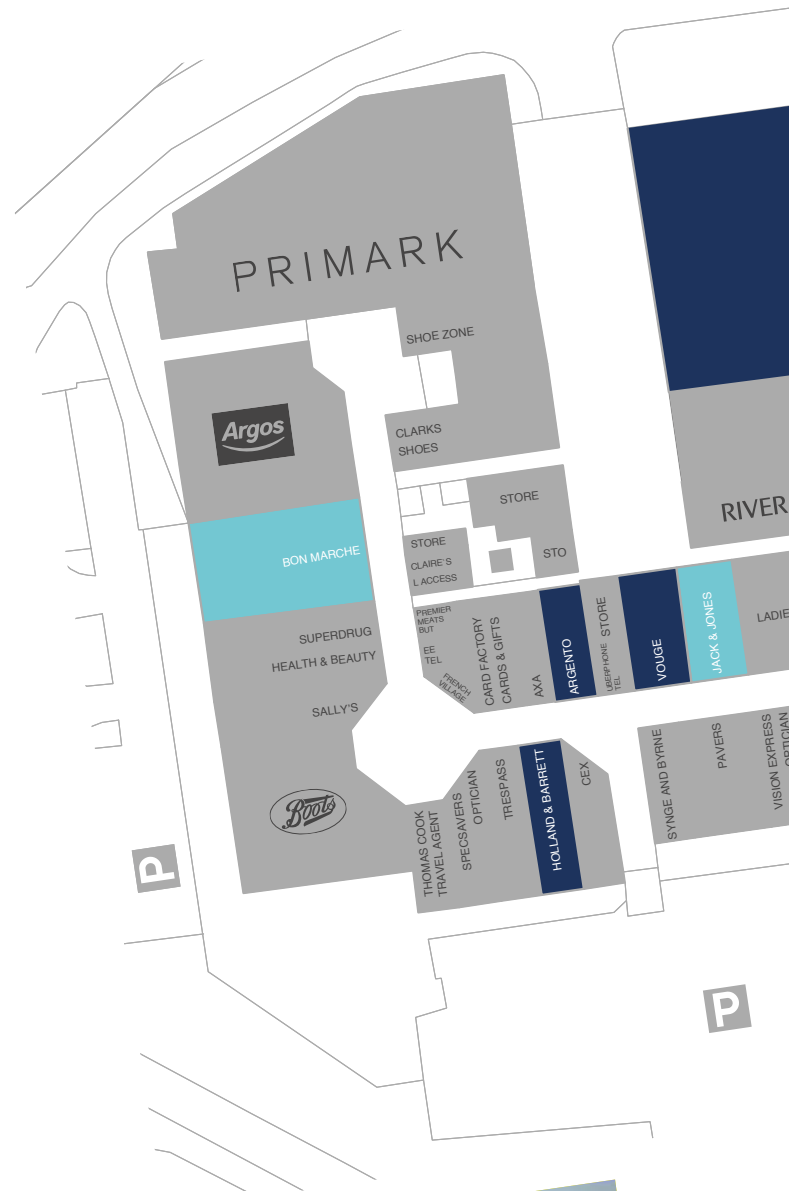 PRIMARK
SHOE ZONE
Argos
CLARKS
SHOES
STORE
RIVER
STORE
CLAIRE'S
L ACCESS
STO
BON MARCHE
PREMIER
MEATS
BUT
EE
TEL
FRENCH
VILLAGE
CARD FACTORY
CARDS & GIFTS
AXA
ARGENTO
STORE
UBERPHONE
TEL
VOUGE
JACK & JONES
LADIE
SUPERDRUG
HEALTH & BEAUTY
SALLY'S
Boots
THOMAS COOK
TRAVEL AGENT
SPECSAVERS
OPTICIAN
TRESPASS
HOLLAND & BARRETT
CEX
SYNGE AND BYRNE
PAVERS
VISION EXPRESS
OPTICIAN
P
P